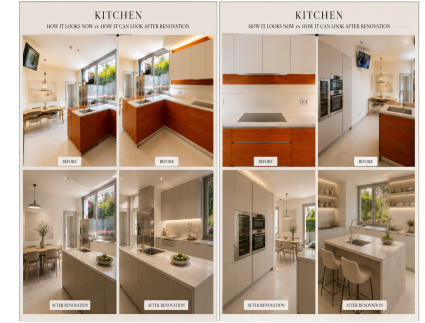 KITCHEN
HOW IT LOOKS NOW vs. HOW IT CAN LOOK AFTER RENOVATION
BEFORE
BEFORE
AFTER RENOVATION
AFTER RENOVATION
KITCHEN
HOW IT LOOKS NOW vs. HOW IT CAN LOOK AFTER RENOVATION
BEFORE
BEFORE
AFTER RENOVATION
AFTER RENOVATION